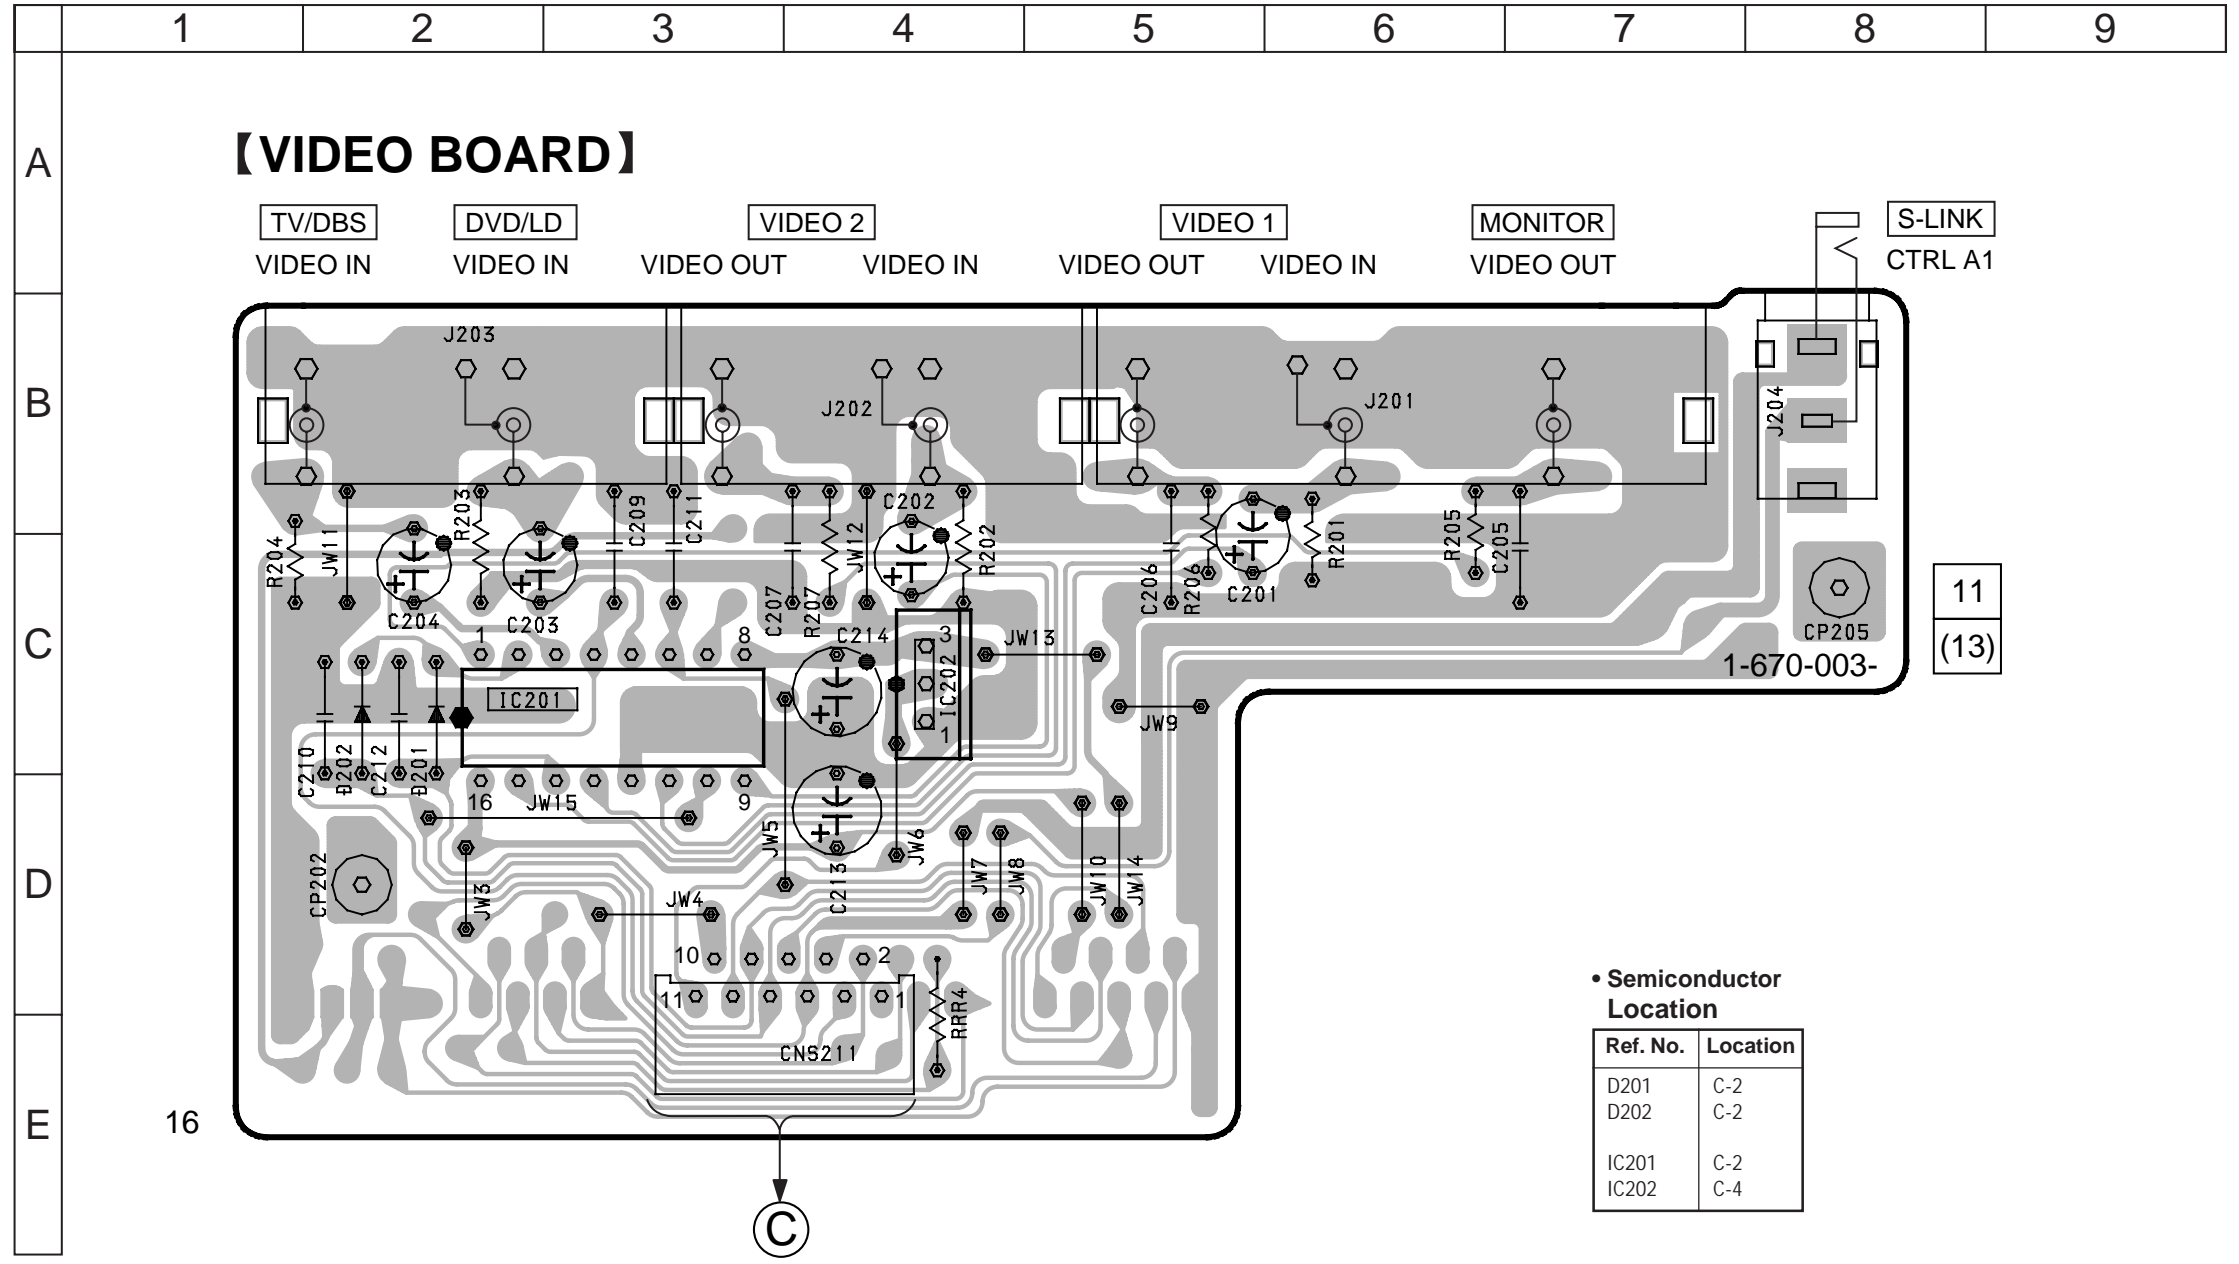 1 2 3 4 5 6 7 8 9
A
【VIDEO BOARD】
TV/DBS DVD/LD VIDEO 2 VIDEO 1 MONITOR S-LINK
VIDEO IN VIDEO IN VIDEO OUT VIDEO IN VIDEO OUT VIDEO IN VIDEO OUT CTRL A1
B
J203
J202 J201 J204
R203 C209 C211 C202
R204 JW11 JW12 R202 R201 R205 C205
C207 R207 C206 R206 C201
C
C204 C203
1 8 C214 3 JW13 CP205
11
(13)
1-670-003-
IC201 IC202
1 JW9
C210 D202 C212 D201
16 JW15 9
JW5 JW6
D
CP202 JW3 JW4 C213 JW7 JW8 JW10 JW14
10 2
11 1 RRR4
CNS211
E
16
C
• Semiconductor
Location
Ref. No. Location
D201 C-2
D202 C-2
IC201 C-2
IC202 C-4